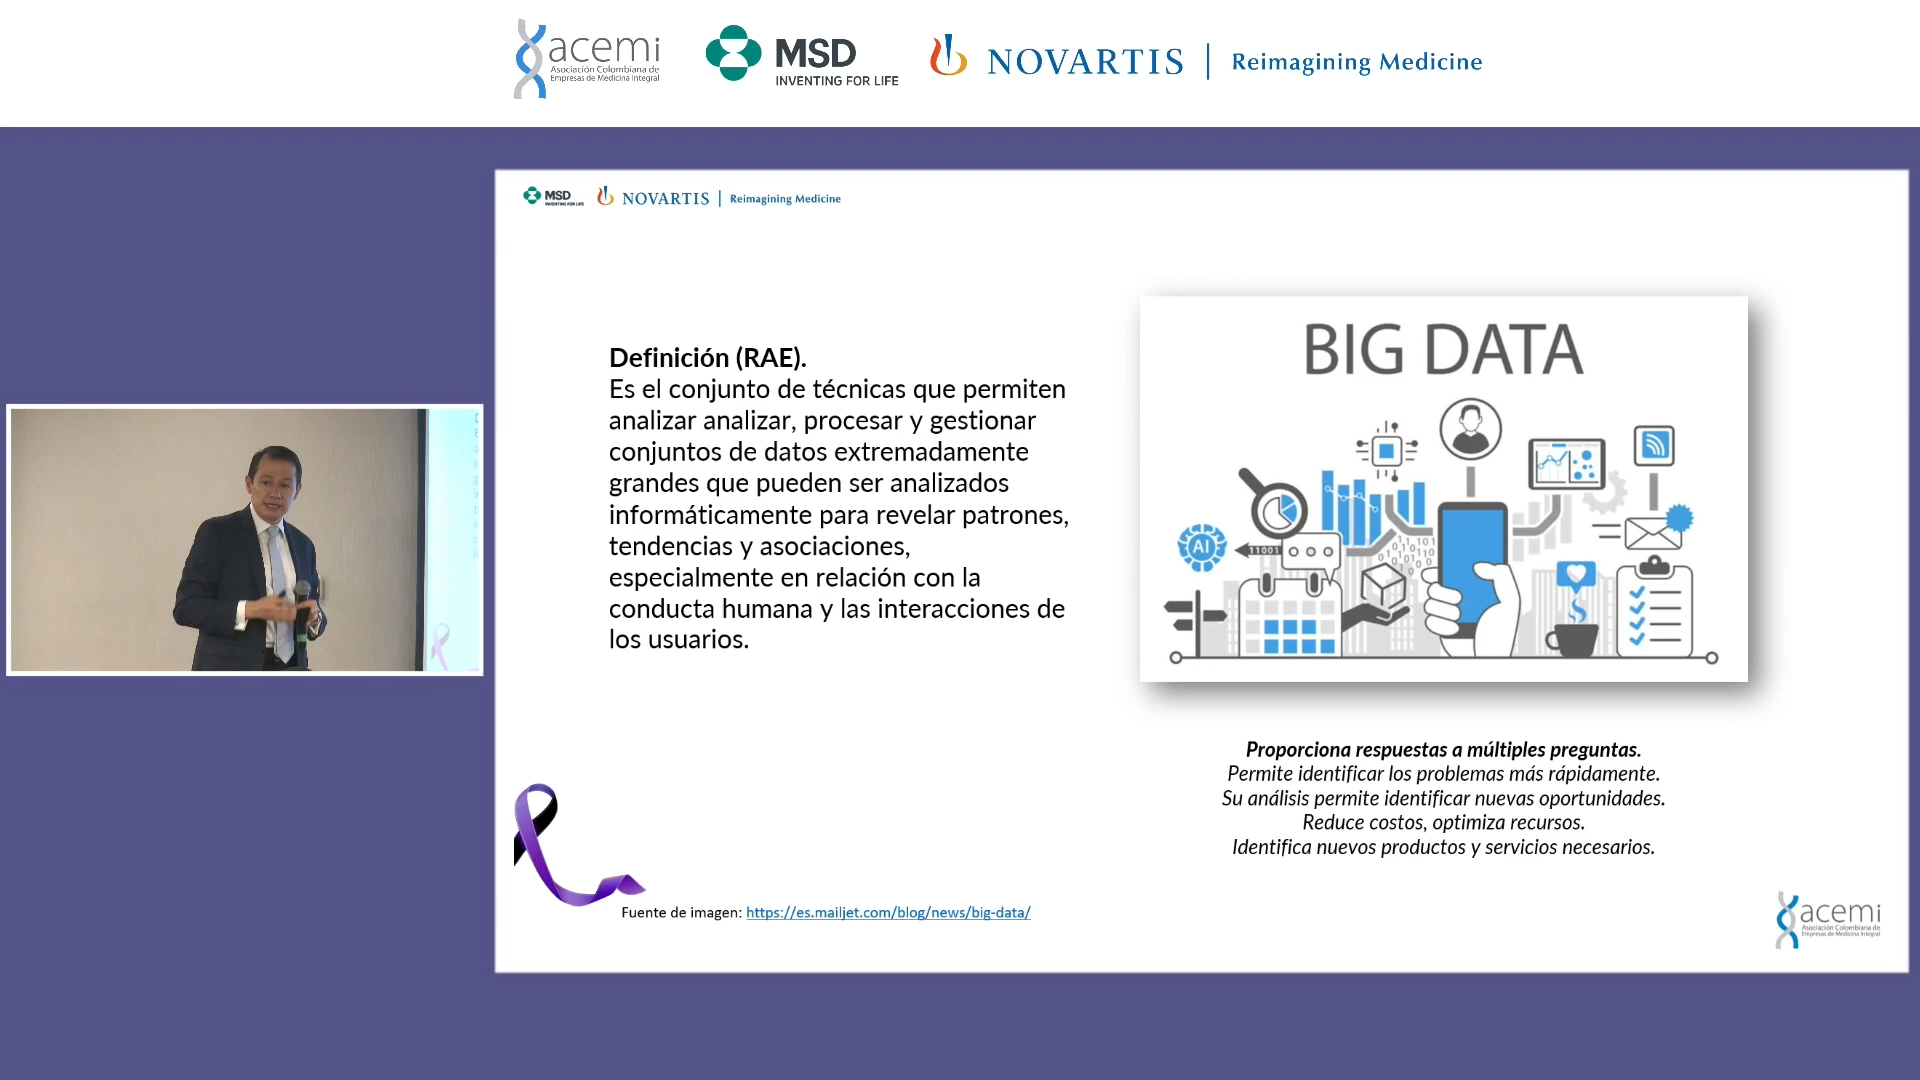 acemi
Asociación Colombiana de
Empresas de Medicina Integral
MSD
INVENTING FOR LIFE
NOVARTIS
Reimagining Medicine
MSD
INVENTING FOR LIFE
NOVARTIS
Reimagining Medicine
Definición (RAE).
Es el conjunto de técnicas que permiten
analizar analizar, procesar y gestionar
conjuntos de datos extremadamente
grandes que pueden ser analizados
informáticamente para revelar patrones,
tendencias y asociaciones,
especialmente en relación con la
conducta humana y las interacciones de
los usuarios.
BIG DATA
AI
11001
Proporciona respuestas a múltiples preguntas.
Permite identificar los problemas más rápidamente.
Su análisis permite identificar nuevas oportunidades.
Reduce costos, optimiza recursos.
Identifica nuevos productos y servicios necesarios.
Fuente de imagen: https://es.mailjet.com/blog/news/big-data/
acemi
Asociación Colombiana de
Empresas de Medicina Integral